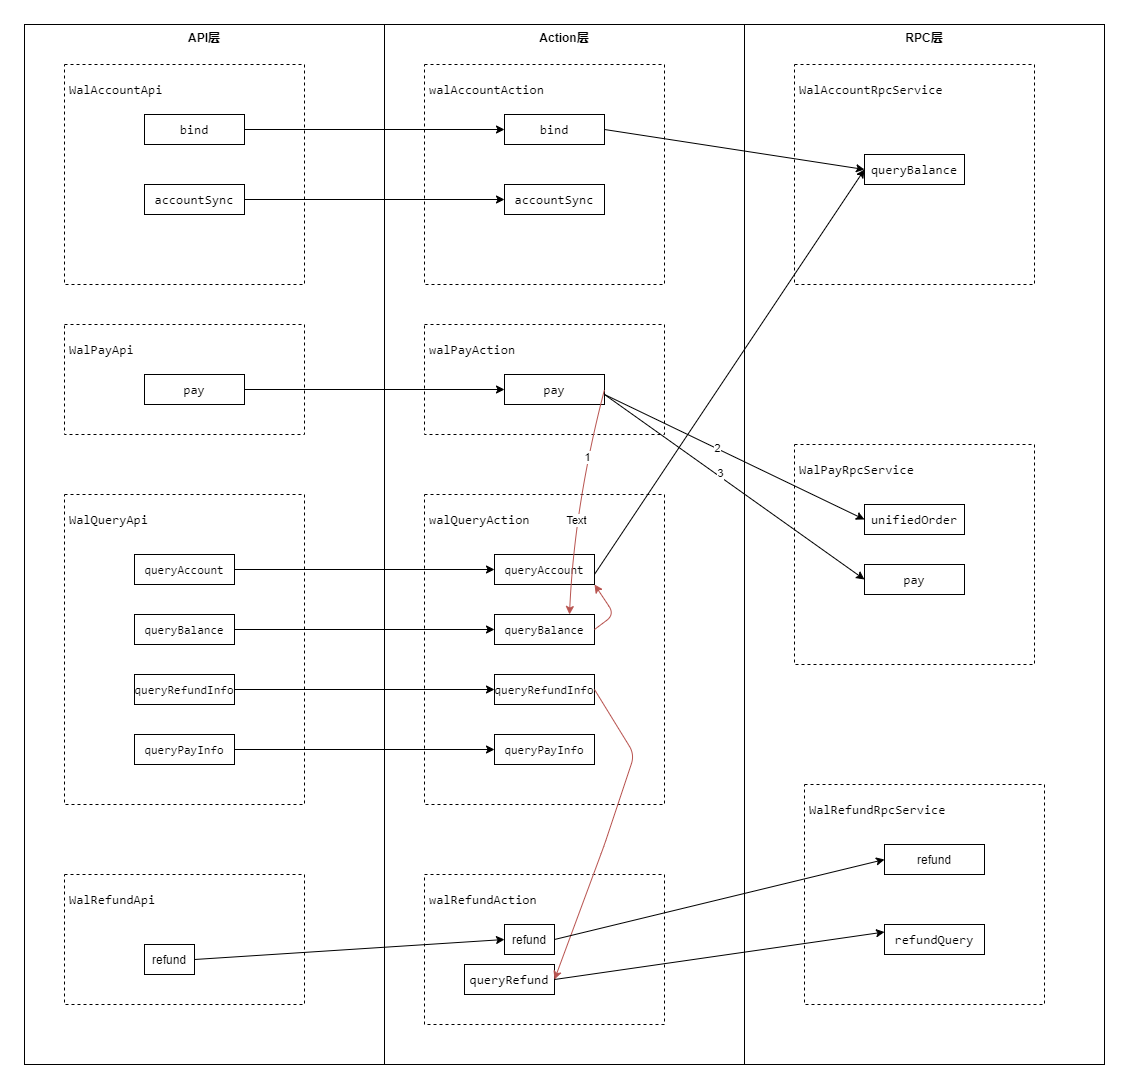 API层
Action层
RPC层
WalAccountApi
walAccountAction
WalAccountRpcService
bind
bind
queryBalance
accountSync
accountSync
WalPayApi
walPayAction
pay
pay
2
1
3
WalPayRpcService
WalQueryApi
walQueryAction
Text
unifiedOrder
queryAccount
queryAccount
pay
queryBalance
queryBalance
queryRefundInfo
queryRefundInfo
queryPayInfo
queryPayInfo
WalRefundRpcService
refund
WalRefundApi
walRefundAction
refund
refundQuery
refund
queryRefund